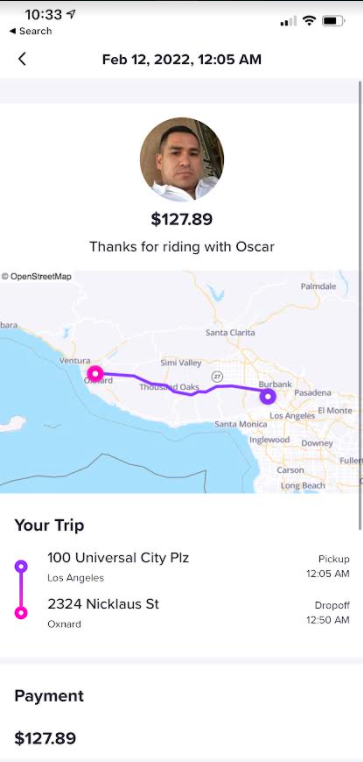 10:33
◀ Search
Feb 12, 2022, 12:05 AM
$127.89
Thanks for riding with Oscar
© OpenStreetMap
Palmdale
bara
Santa Clarita
Ventura
Simi Valley
27
Oxnard
Thousand Oaks
Burbank
Pasadena
Los Angeles
El Monte
Santa Monica
Inglewood
Downey
Fuller
Carson
Long Beach
Your Trip
100 Universal City Plz
Pickup
Los Angeles
12:05 AM
2324 Nicklaus St
Dropoff
Oxnard
12:50 AM
Payment
$127.89